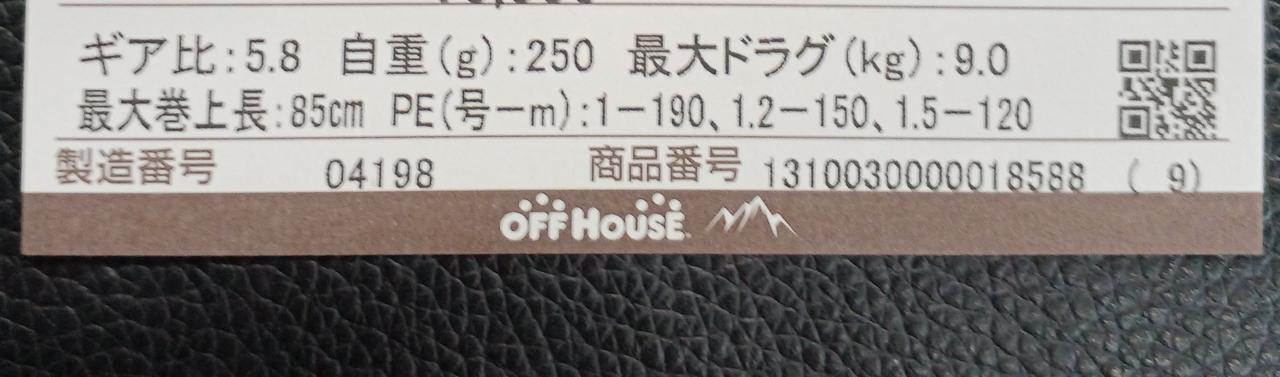 ギア比:5.8 自重(g):250 最大ドラグ(kg):9.0
最大巻上長:85cm PE(号ーm):1ー190、1.2ー150、1.5ー120
製造番号 04198 商品番号 1310030000018588 ( 9)
OFF HOUSE